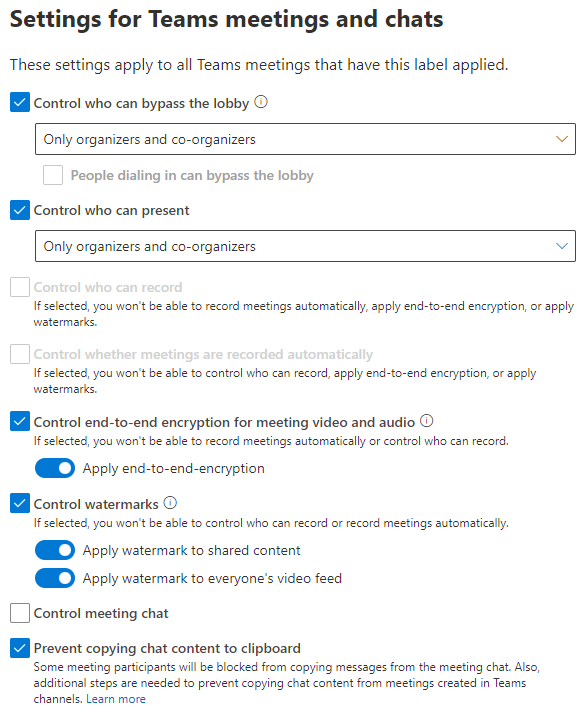 Settings for Teams meetings and chats
These settings apply to all Teams meetings that have this label applied.
Control who can bypass the lobby
Only organizers and co-organizers
People dialing in can bypass the lobby
Control who can present
Only organizers and co-organizers
Control who can record
If selected, you won't be able to record meetings automatically, apply end-to-end encryption, or apply
watermarks.
Control whether meetings are recorded automatically
If selected, you won't be able to control who can record, apply end-to-end encryption, or apply
watermarks.
Control end-to-end encryption for meeting video and audio
If selected, you won't be able to record meetings automatically or control who can record.
Apply end-to-end-encryption
Control watermarks
If selected, you won't be able to control who can record or record meetings automatically.
Apply watermark to shared content
Apply watermark to everyone's video feed
Control meeting chat
Prevent copying chat content to clipboard
Some meeting participants will be blocked from copying messages from the meeting chat. Also,
additional steps are needed to prevent copying chat content from meetings created in Teams
channels. Learn more